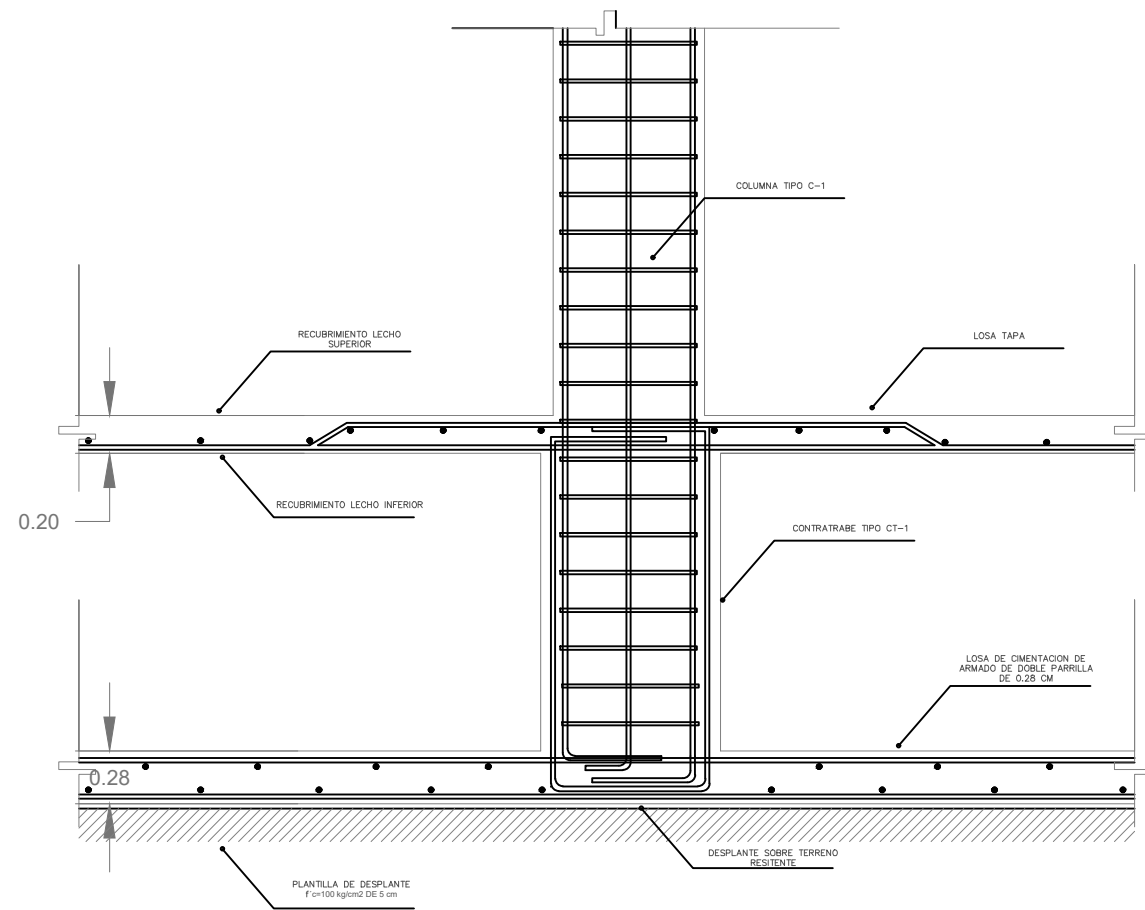 COLUMNA TIPO C-1
RECUBRIMIENTO LECHO
SUPERIOR
LOSA TAPA
RECUBRIMIENTO LECHO INFERIOR
0.20
CONTRATRABE TIPO CT-1
LOSA DE CIMENTACION DE
ARMADO DE DOBLE PARRILLA
DE 0.28 CM
0.28
DESPLANTE SOBRE TERRENO
RESITENTE
PLANTILLA DE DESPLANTE
f´c=100 kg/cm2 DE 5 cm